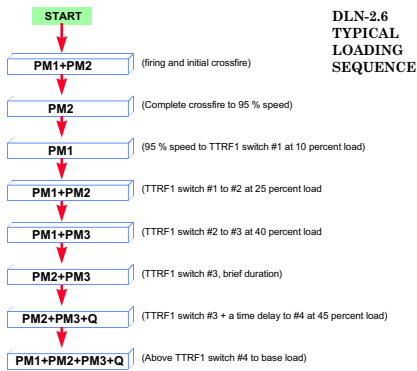 START
DLN-2.6
TYPICAL
LOADING
SEQUENCE
PM1+PM2
(firing and initial crossfire)
PM2
(Complete crossfire to 95 % speed)
PM1
(95 % speed to TTRF1 switch #1 at 10 percent load)
PM1+PM2
(TTRF1 switch #1 to #2 at 25 percent load
PM1+PM3
(TTRF1 switch #2 to #3 at 40 percent load
PM2+PM3
(TTRF1 switch #3, brief duration)
PM2+PM3+Q
(TTRF1 switch #3 + a time delay to #4 at 45 percent load)
PM1+PM2+PM3+Q
(Above TTRF1 switch #4 to base load)